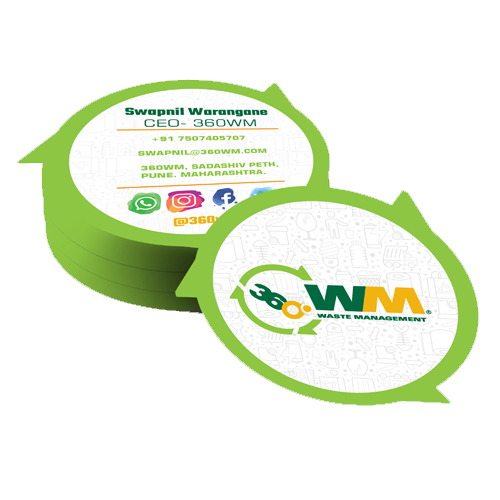 Swapnil Warangane
CEO- 360WM
+91 7507405707
SWAPNIL@360WM.COM
360WM, SADASHIV PETH,
PUNE. MAHARASHTRA.
360° WM®
WASTE MANAGEMENT